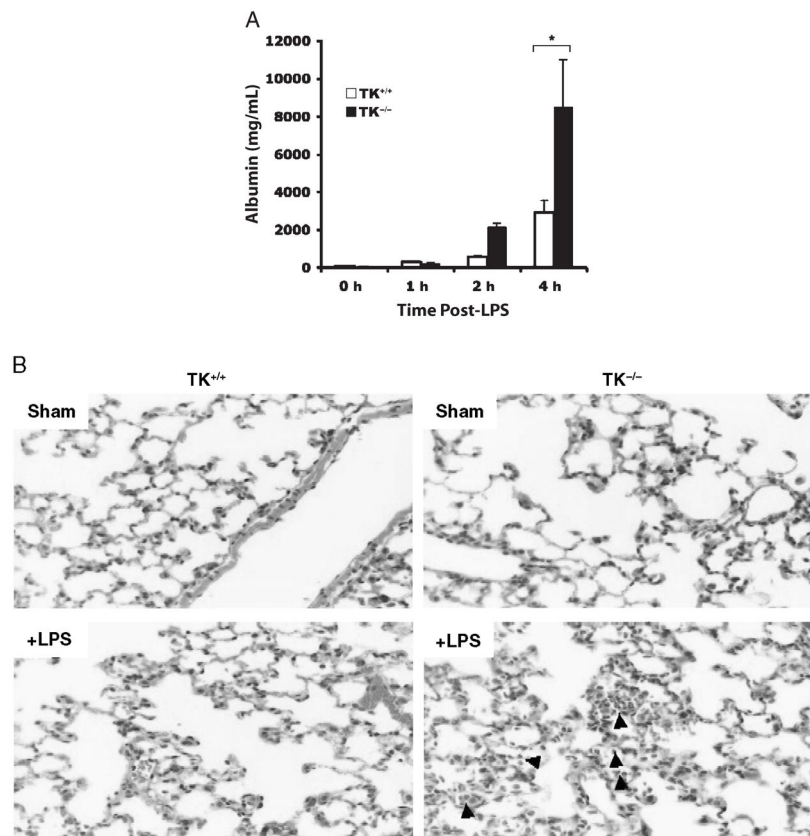 A
12000
10000
8000
6000
4000
2000
0
Albumin (mg/mL)
TK+/+
TK−/−
*
0 h 1 h 2 h 4 h
Time Post-LPS
B
TK+/+ TK−/−
Sham Sham
+LPS +LPS